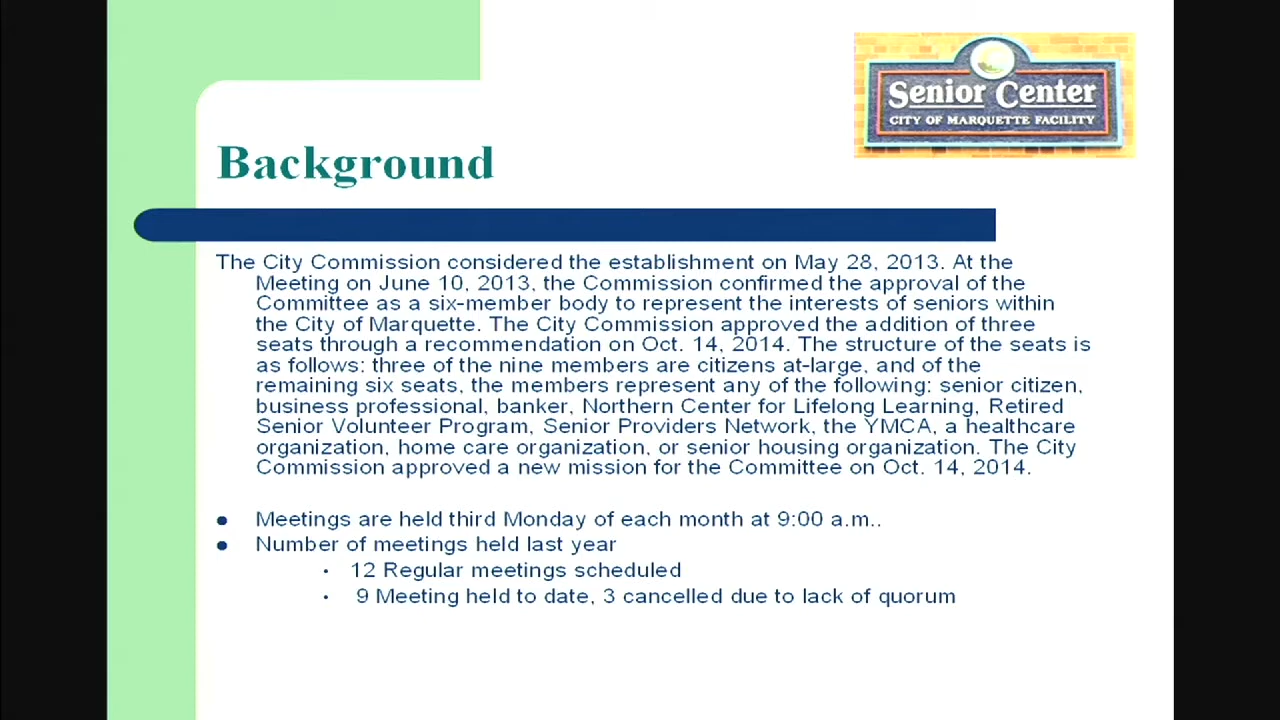 Senior Center
CITY OF MARQUETTE FACILITY
Background
The City Commission considered the establishment on May 28, 2013. At the
Meeting on June 10, 2013, the Commission confirmed the approval of the
Committee as a six-member body to represent the interests of seniors within
the City of Marquette. The City Commission approved the addition of three
seats through a recommendation on Oct. 14, 2014. The structure of the seats is
as follows: three of the nine members are citizens at-large, and of the
remaining six seats, the members represent any of the following: senior citizen,
business professional, banker, Northern Center for Lifelong Learning, Retired
Senior Volunteer Program, Senior Providers Network, the YMCA, a healthcare
organization, home care organization, or senior housing organization. The City
Commission approved a new mission for the Committee on Oct. 14, 2014.
● Meetings are held third Monday of each month at 9:00 a.m..
● Number of meetings held last year
• 12 Regular meetings scheduled
• 9 Meeting held to date, 3 cancelled due to lack of quorum